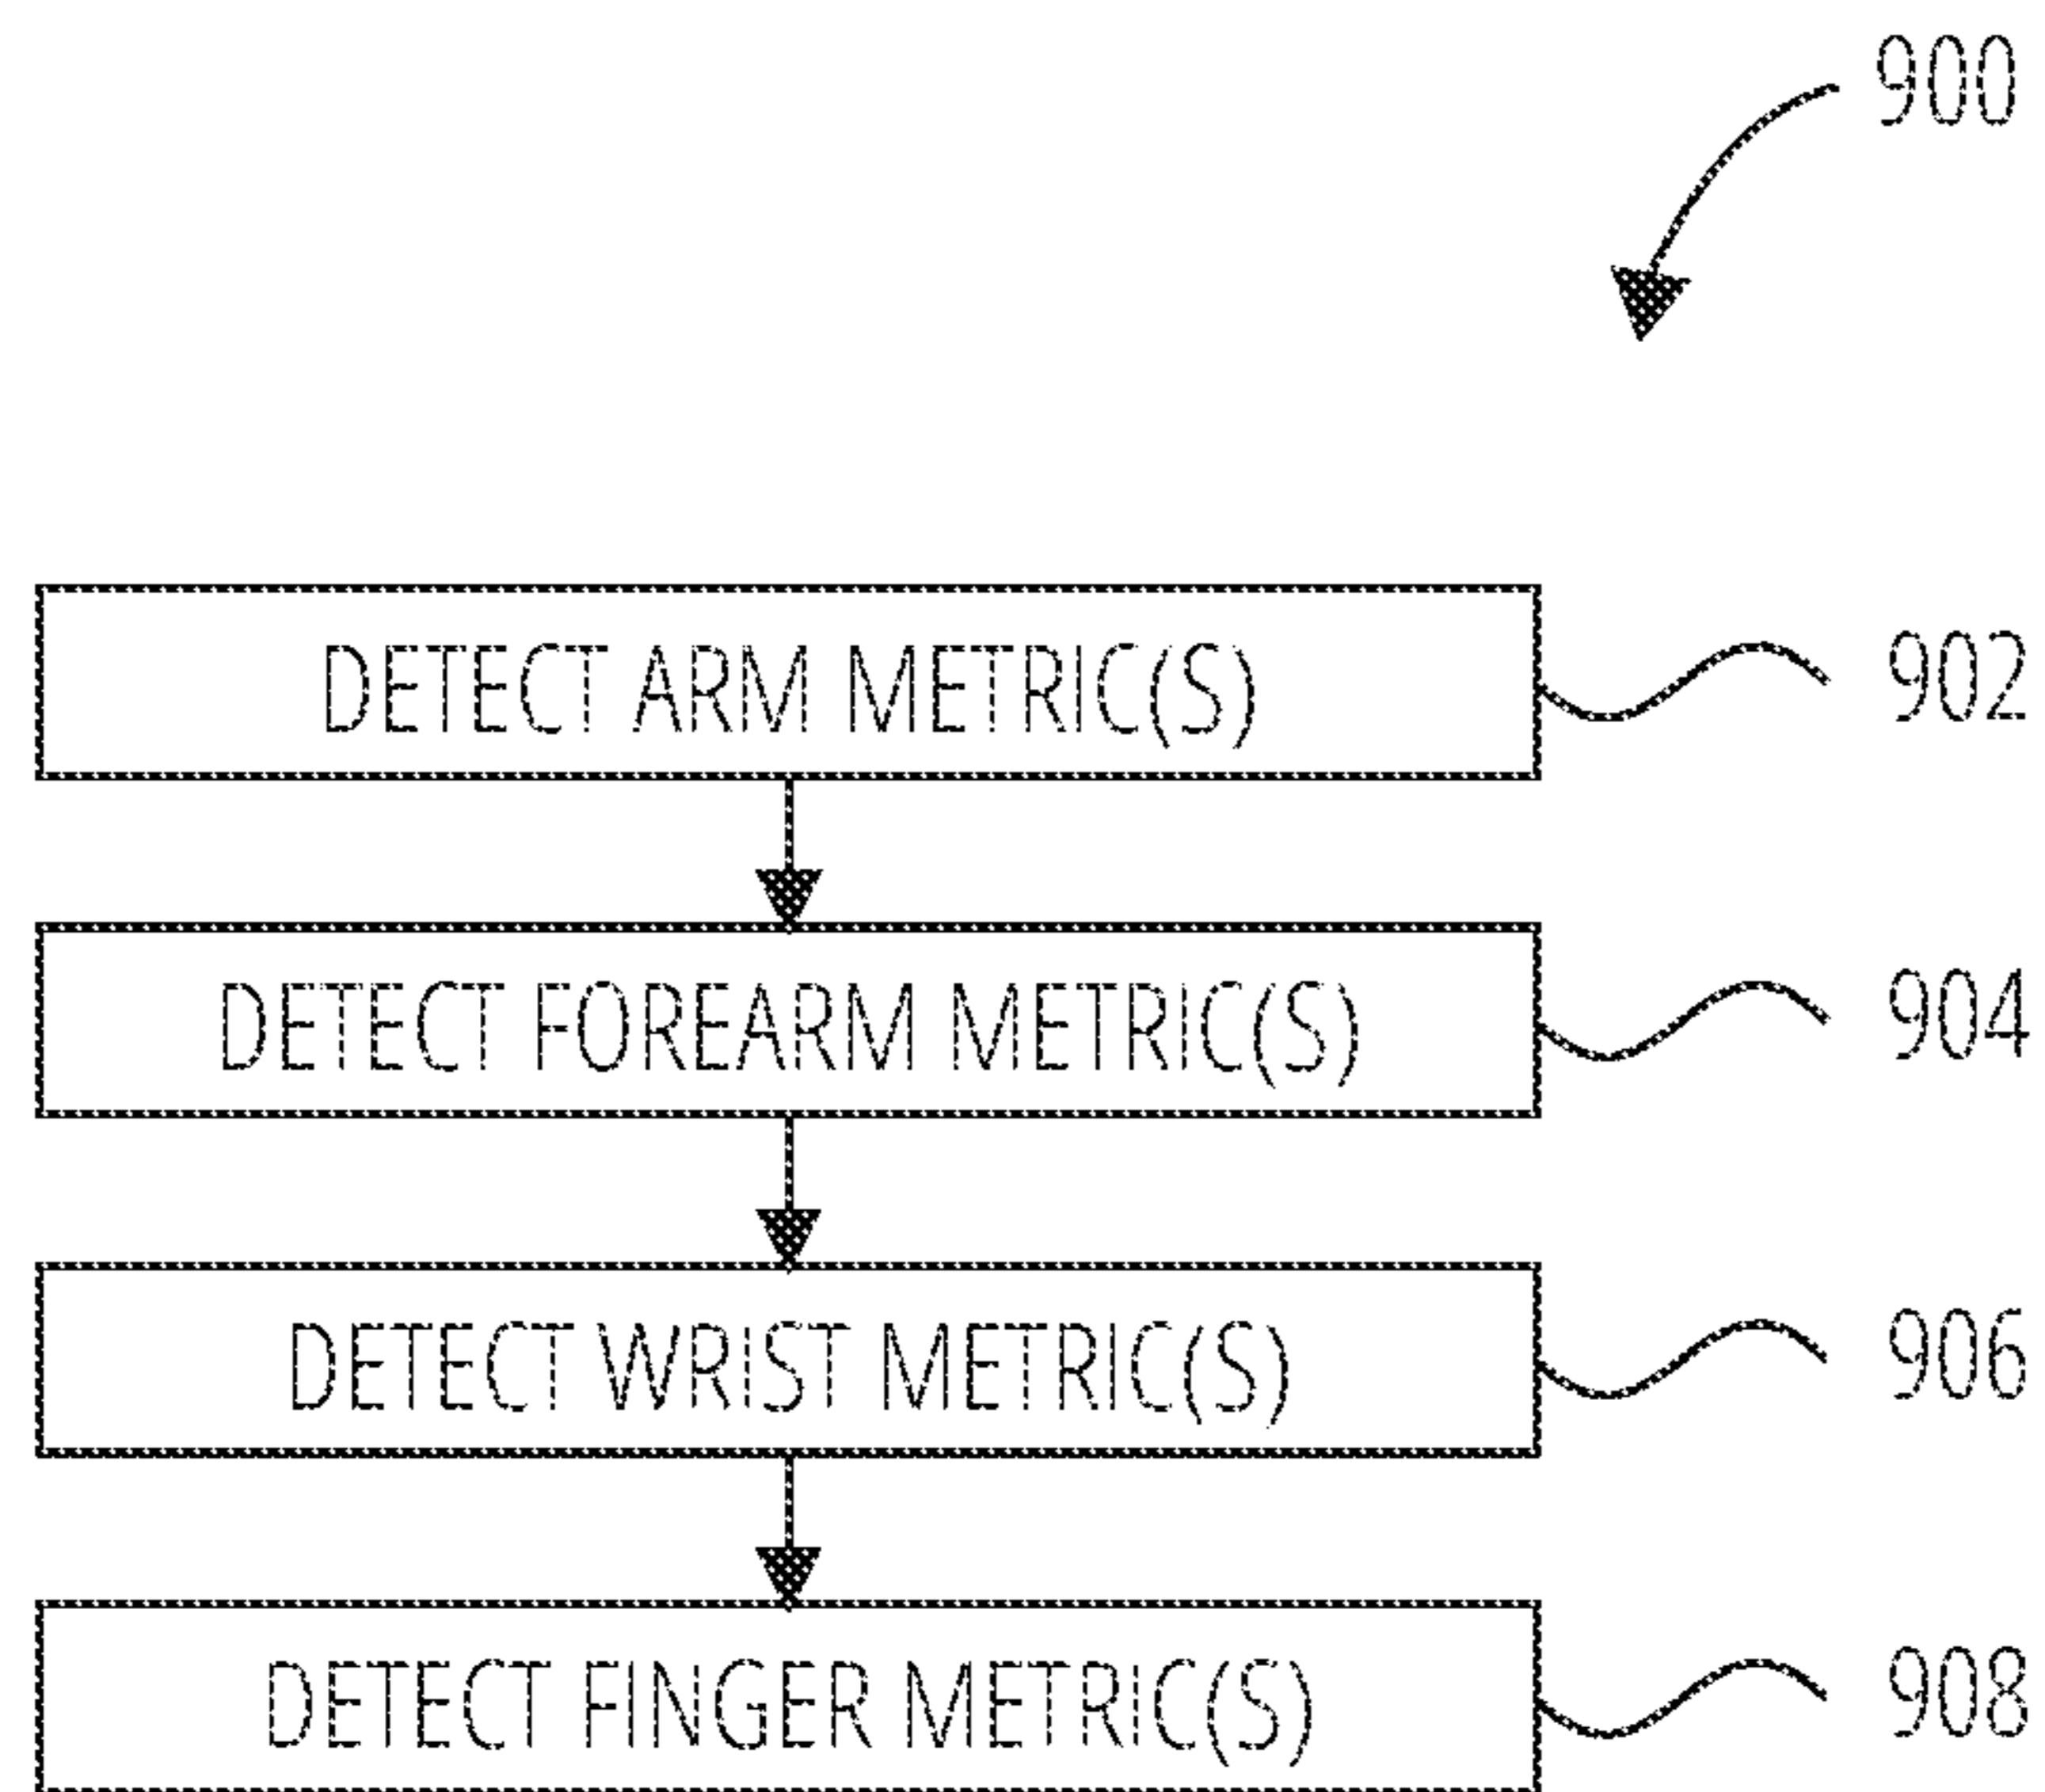 900
DETECT ARM METRIC(S) 902
DETECT FOREARM METRIC(S) 904
DETECT WRIST METRIC(S) 906
DETECT FINGER METRIC(S) 908